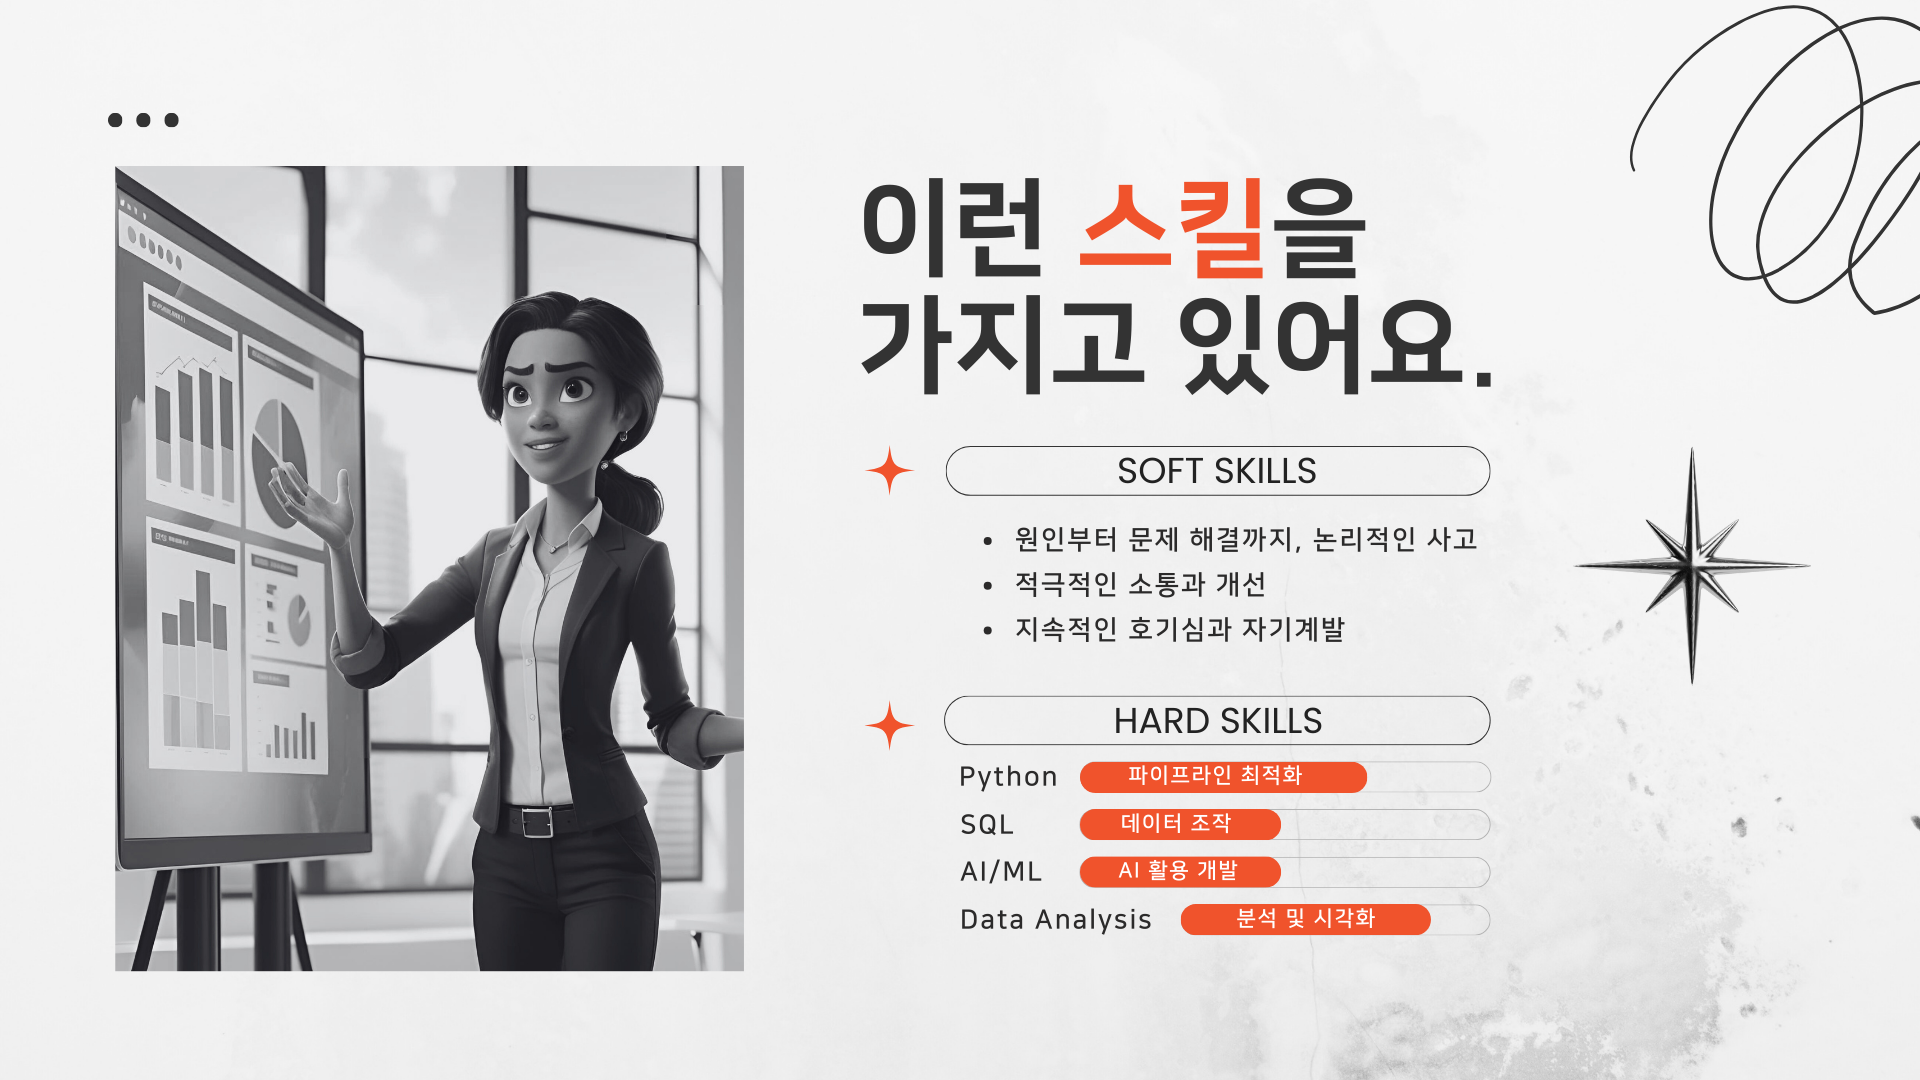 이런 스킬을
가지고 있어요.
SOFT SKILLS
• 원인부터 문제 해결까지, 논리적인 사고
• 적극적인 소통과 개선
• 지속적인 호기심과 자기계발
HARD SKILLS
Python 파이프라인 최적화
SQL 데이터 조작
AI/ML AI 활용 개발
Data Analysis 분석 및 시각화